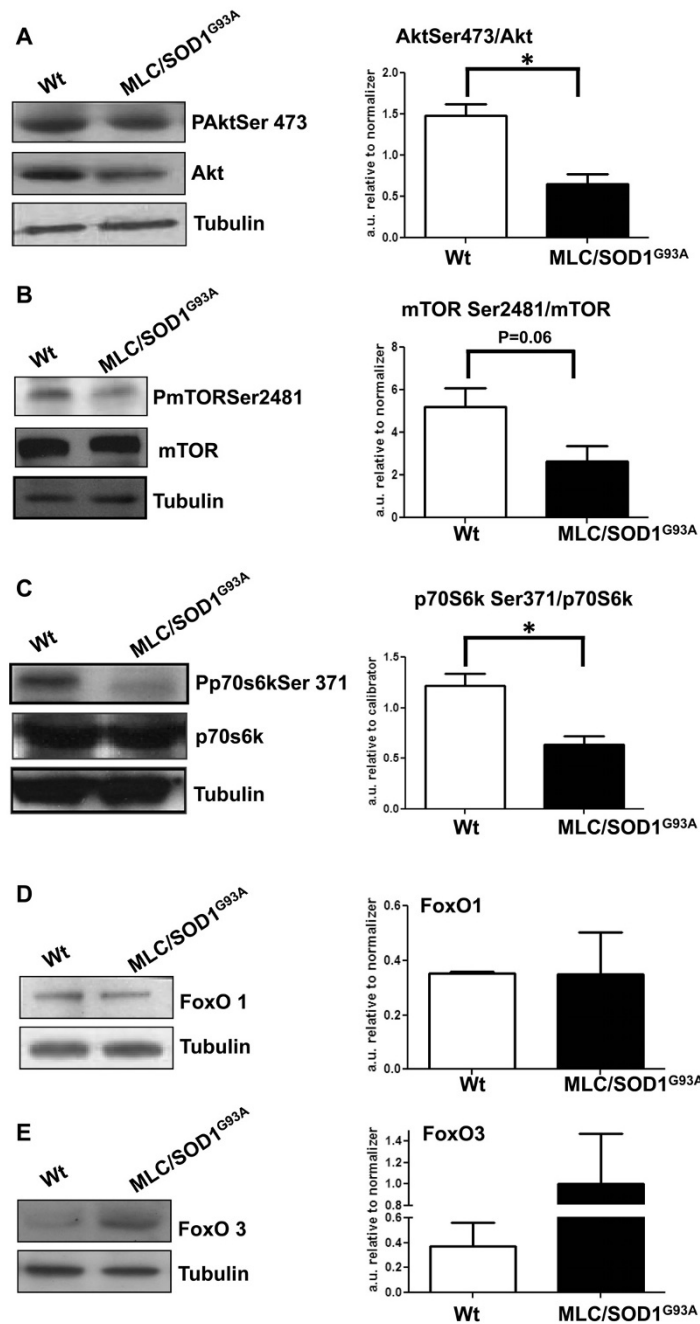 A
Wt MLC/SOD1G93A
PAktSer 473
Akt
Tubulin
AktSer473/Akt
*
a.u. relative to normalizer
2.0
1.5
1.0
0.5
0.0
Wt MLC/SOD1G93A
B
Wt MLC/SOD1G93A
PmTORSer2481
mTOR
Tubulin
mTOR Ser2481/mTOR
P=0.06
a.u. relative to normalizer
8
6
4
2
0
Wt MLC/SOD1G93A
C
Wt MLC/SOD1G93A
Pp70s6kSer 371
p70s6k
Tubulin
p70S6k Ser371/p70S6k
*
a.u. relative to calibrator
1.5
1.0
0.5
0.0
Wt MLC/SOD1G93A
D
Wt MLC/SOD1G93A
FoxO 1
Tubulin
FoxO1
a.u. relative to normalizer
0.6
0.4
0.2
0.0
Wt MLC/SOD1G93A
E
Wt MLC/SOD1G93A
FoxO 3
Tubulin
FoxO3
a.u. relative to normalizer
1.4
1.2
1.0
0.8
0.6
0.4
0.2
0.0
Wt MLC/SOD1G93A